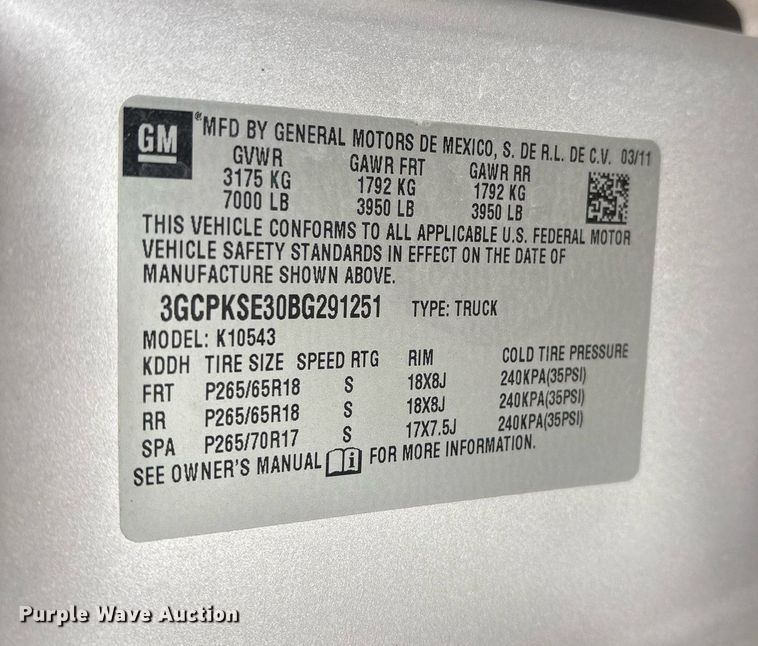 GM ® MFD BY GENERAL MOTORS DE MEXICO, S. DE R.L. DE C.V. 03/11
GVWR GAWR FRT GAWR RR
3175 KG 1792 KG 1792 KG
7000 LB 3950 LB 3950 LB
THIS VEHICLE CONFORMS TO ALL APPLICABLE U.S. FEDERAL MOTOR
VEHICLE SAFETY STANDARDS IN EFFECT ON THE DATE OF
MANUFACTURE SHOWN ABOVE.
3GCPKSE30BG291251 TYPE: TRUCK
MODEL: K10543
KDDH TIRE SIZE SPEED RTG RIM COLD TIRE PRESSURE
FRT P265/65R18 S 18X8J 240KPA(35PSI)
RR P265/65R18 S 18X8J 240KPA(35PSI)
SPA P265/70R17 S 17X7.5J 240KPA(35PSI)
SEE OWNER'S MANUAL i FOR MORE INFORMATION.
Purple Wave Auction